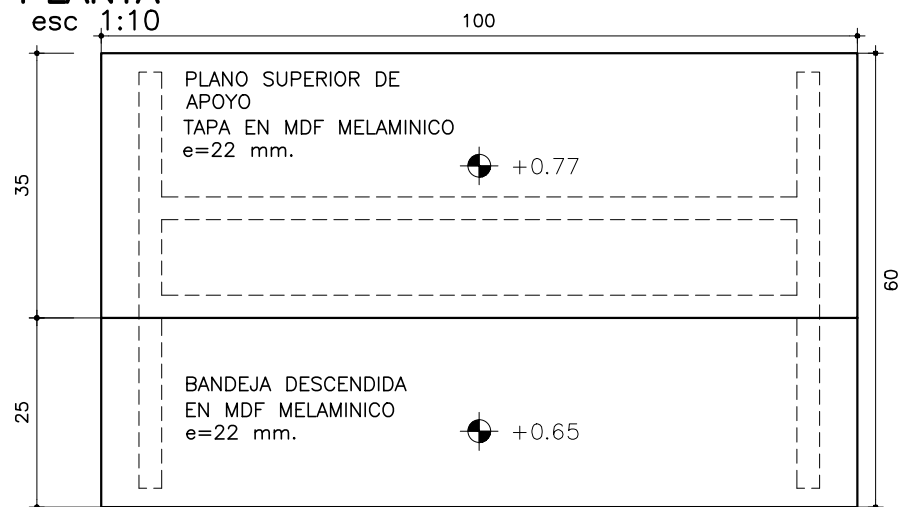 PLANTA
esc 1:10
100
PLANO SUPERIOR DE
APOYO
TAPA EN MDF MELAMINICO
e=22 mm.
+0.77
35
60
BANDEJA DESCENDIDA
EN MDF MELAMINICO
e=22 mm.
+0.65
25